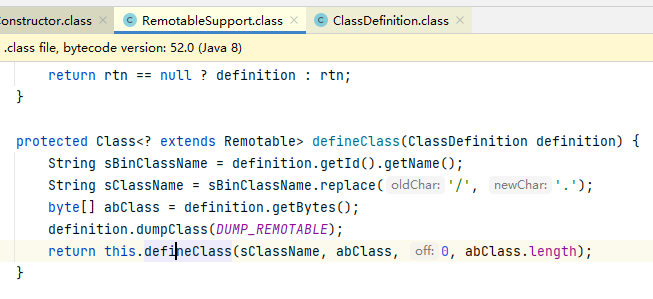 Constructor.class
RemotableSupport.class
ClassDefinition.class
.class file, bytecode version: 52.0 (Java 8)
return rtn == null ? definition : rtn;
}
protected Class<? extends Remotable> defineClass(ClassDefinition definition) {
String sBinClassName = definition.getId().getName();
String sClassName = sBinClassName.replace( oldChar: '/', newChar: '.');
byte[] abClass = definition.getBytes();
definition.dumpClass(DUMP_REMOTABLE);
return this.defineClass(sClassName, abClass, off: 0, abClass.length);
}